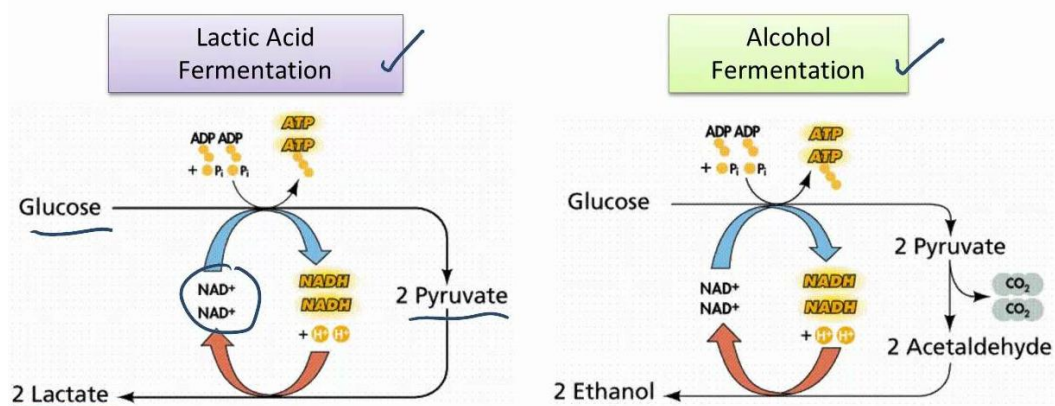 Lactic Acid
Fermentation
ADP ADP
+ Pi Pi
ATP
ATP
Glucose
NAD+
NAD+
NADH
NADH
+ H+ H+
2 Pyruvate
2 Lactate
Alcohol
Fermentation
ADP ADP
+ Pi Pi
ATP
ATP
Glucose
2 Pyruvate
NAD+
NAD+
NADH
NADH
+ H+ H+
CO₂
CO₂
2 Acetaldehyde
2 Ethanol